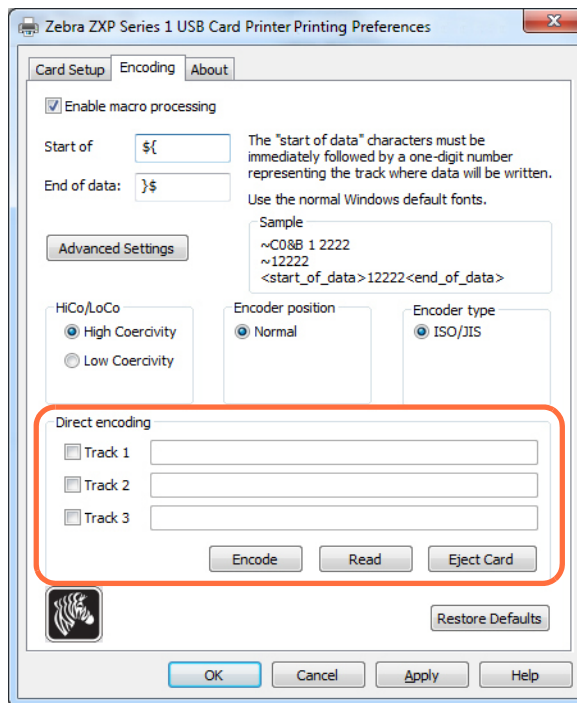 Zebra ZXP Series 1 USB Card Printer Printing Preferences
Card Setup Encoding About
Enable macro processing
Start of ${
End of data: }$
The "start of data" characters must be
immediately followed by a one-digit number
representing the track where data will be written.
Use the normal Windows default fonts.
Advanced Settings
Sample
~C0&B 1 2222
~12222
<start_of_data>12222<end_of_data>
HiCo/LoCo
High Coercivity
Low Coercivity
Encoder position
Normal
Encoder type
ISO/JIS
Direct encoding
Track 1
Track 2
Track 3
Encode Read Eject Card
Restore Defaults
OK Cancel Apply Help